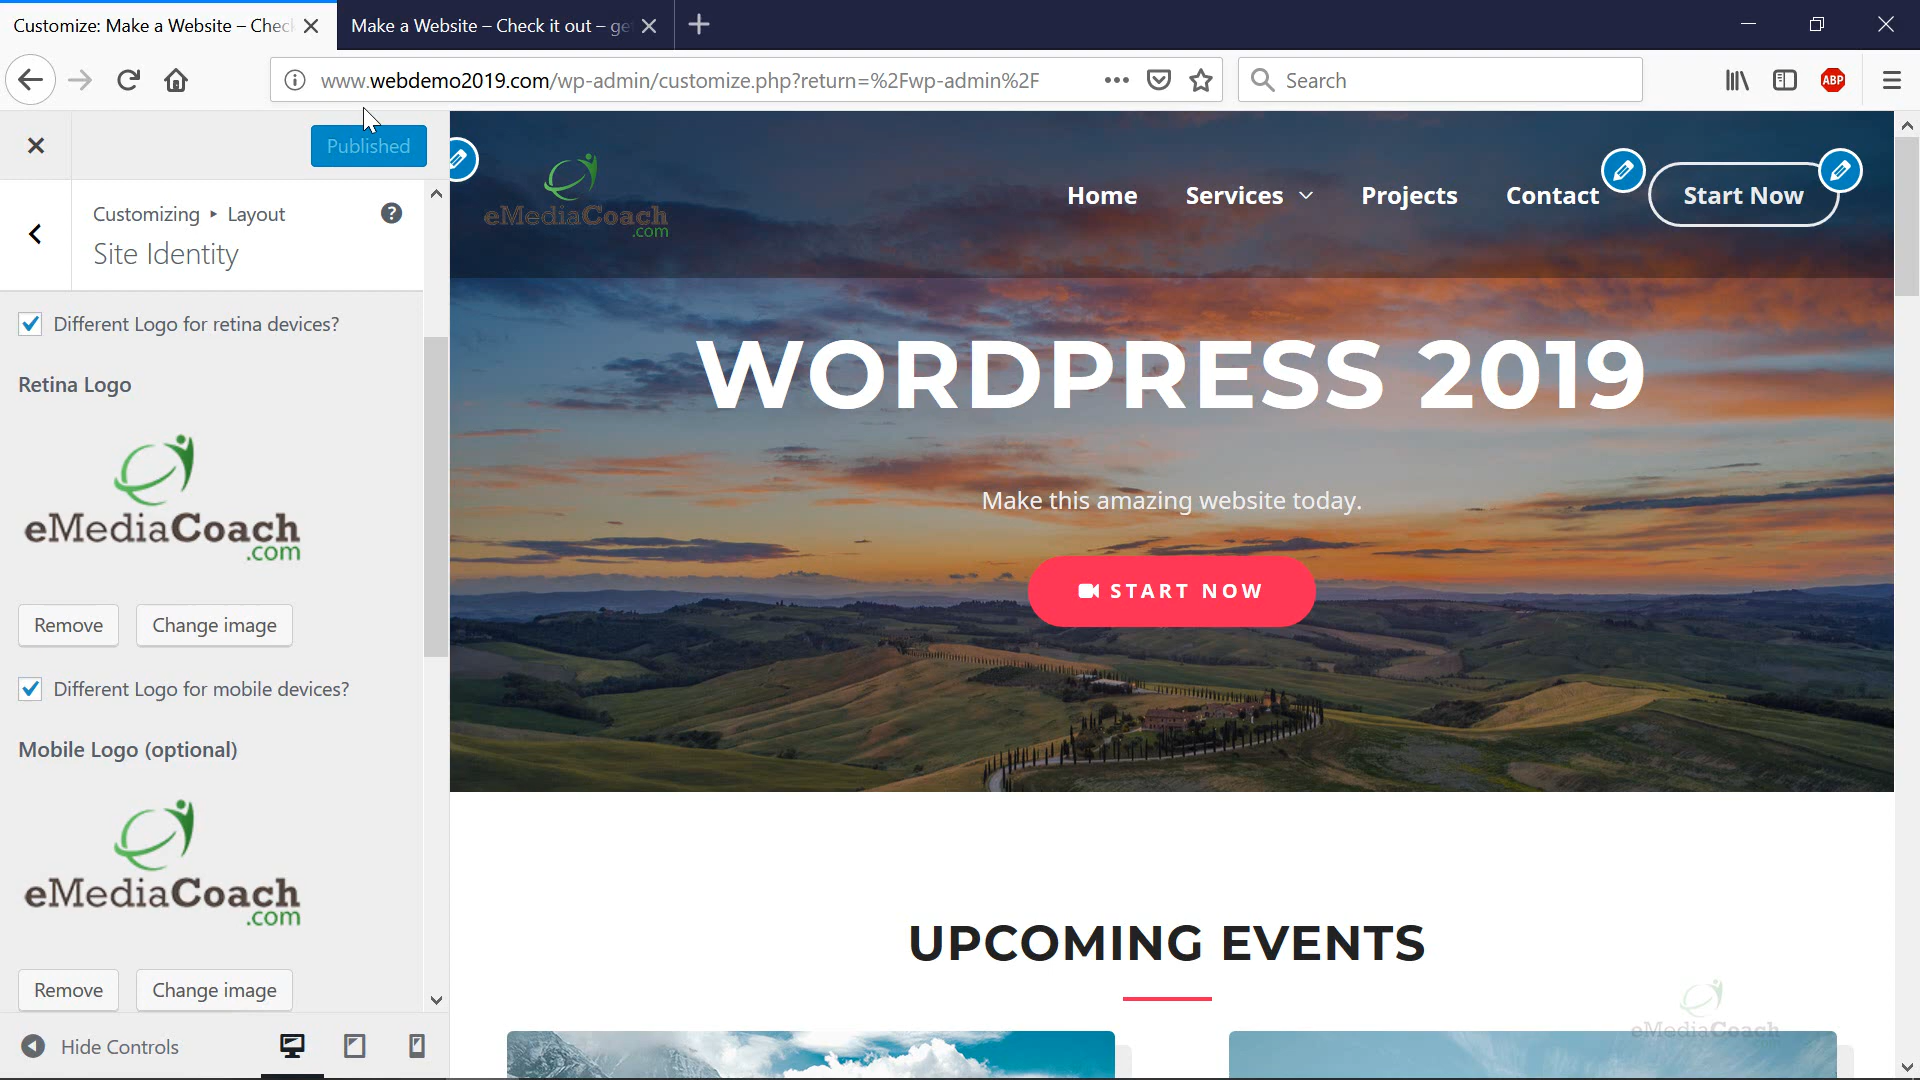 Customize: Make a Website – Chec
Make a Website – Check it out – ge
www.webdemo2019.com/wp-admin/customize.php?return=%2Fwp-admin%2F
Search
ABP
Published
Customizing ▸ Layout
Site Identity
Different Logo for retina devices?
Retina Logo
eMediaCoach
.com
Remove
Change image
Different Logo for mobile devices?
Mobile Logo (optional)
eMediaCoach
.com
Remove
Change image
Hide Controls
eMediaCoach
.com
Home
Services
Projects
Contact
Start Now
WORDPRESS 2019
Make this amazing website today.
START NOW
UPCOMING EVENTS
eMediaCoach